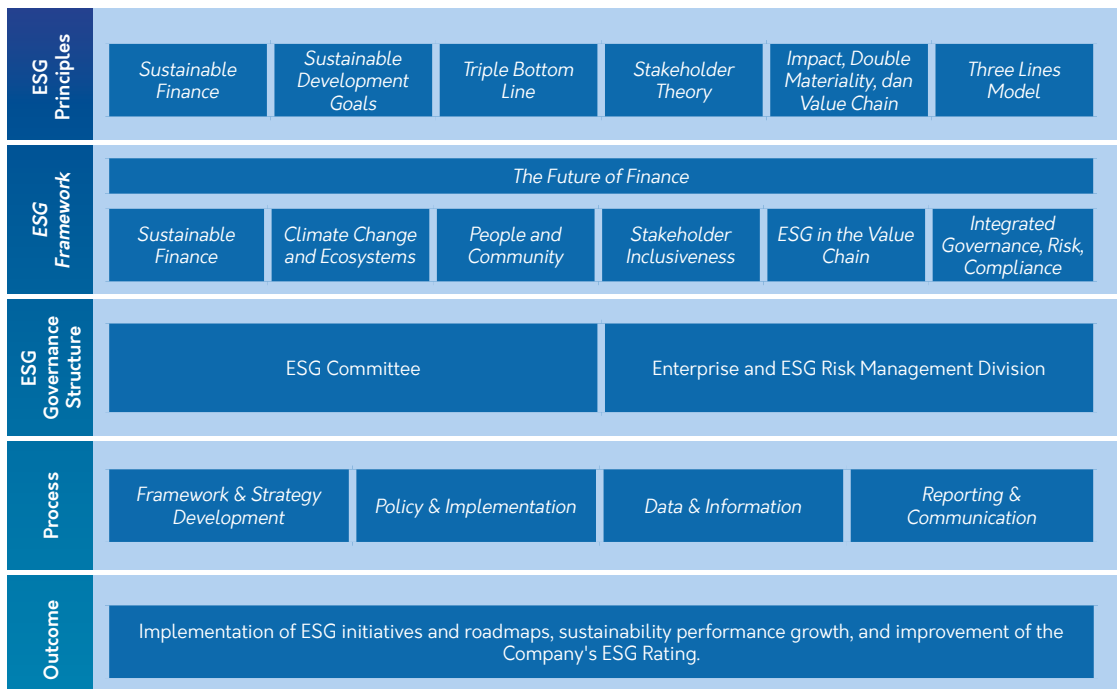 ESG
Principles
Sustainable
Finance
Sustainable
Development
Goals
Triple Bottom
Line
Stakeholder
Theory
Impact, Double
Materiality, dan
Value Chain
Three Lines
Model
ESG
Framework
The Future of Finance
Sustainable
Finance
Climate Change
and Ecosystems
People and
Community
Stakeholder
Inclusiveness
ESG in the Value
Chain
Integrated
Governance, Risk,
Compliance
ESG
Governance
Structure
ESG Committee
Enterprise and ESG Risk Management Division
Process
Framework & Strategy
Development
Policy & Implementation
Data & Information
Reporting &
Communication
Outcome
Implementation of ESG initiatives and roadmaps, sustainability performance growth, and improvement of the
Company's ESG Rating.